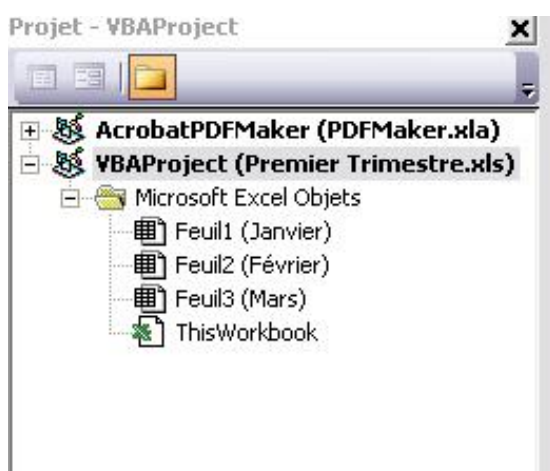 Projet - VBAProject
AcrobatPDFMaker (PDFMaker.xla)
VBAProject (Premier Trimestre.xls)
Microsoft Excel Objets
Feuil1 (Janvier)
Feuil2 (Février)
Feuil3 (Mars)
ThisWorkbook